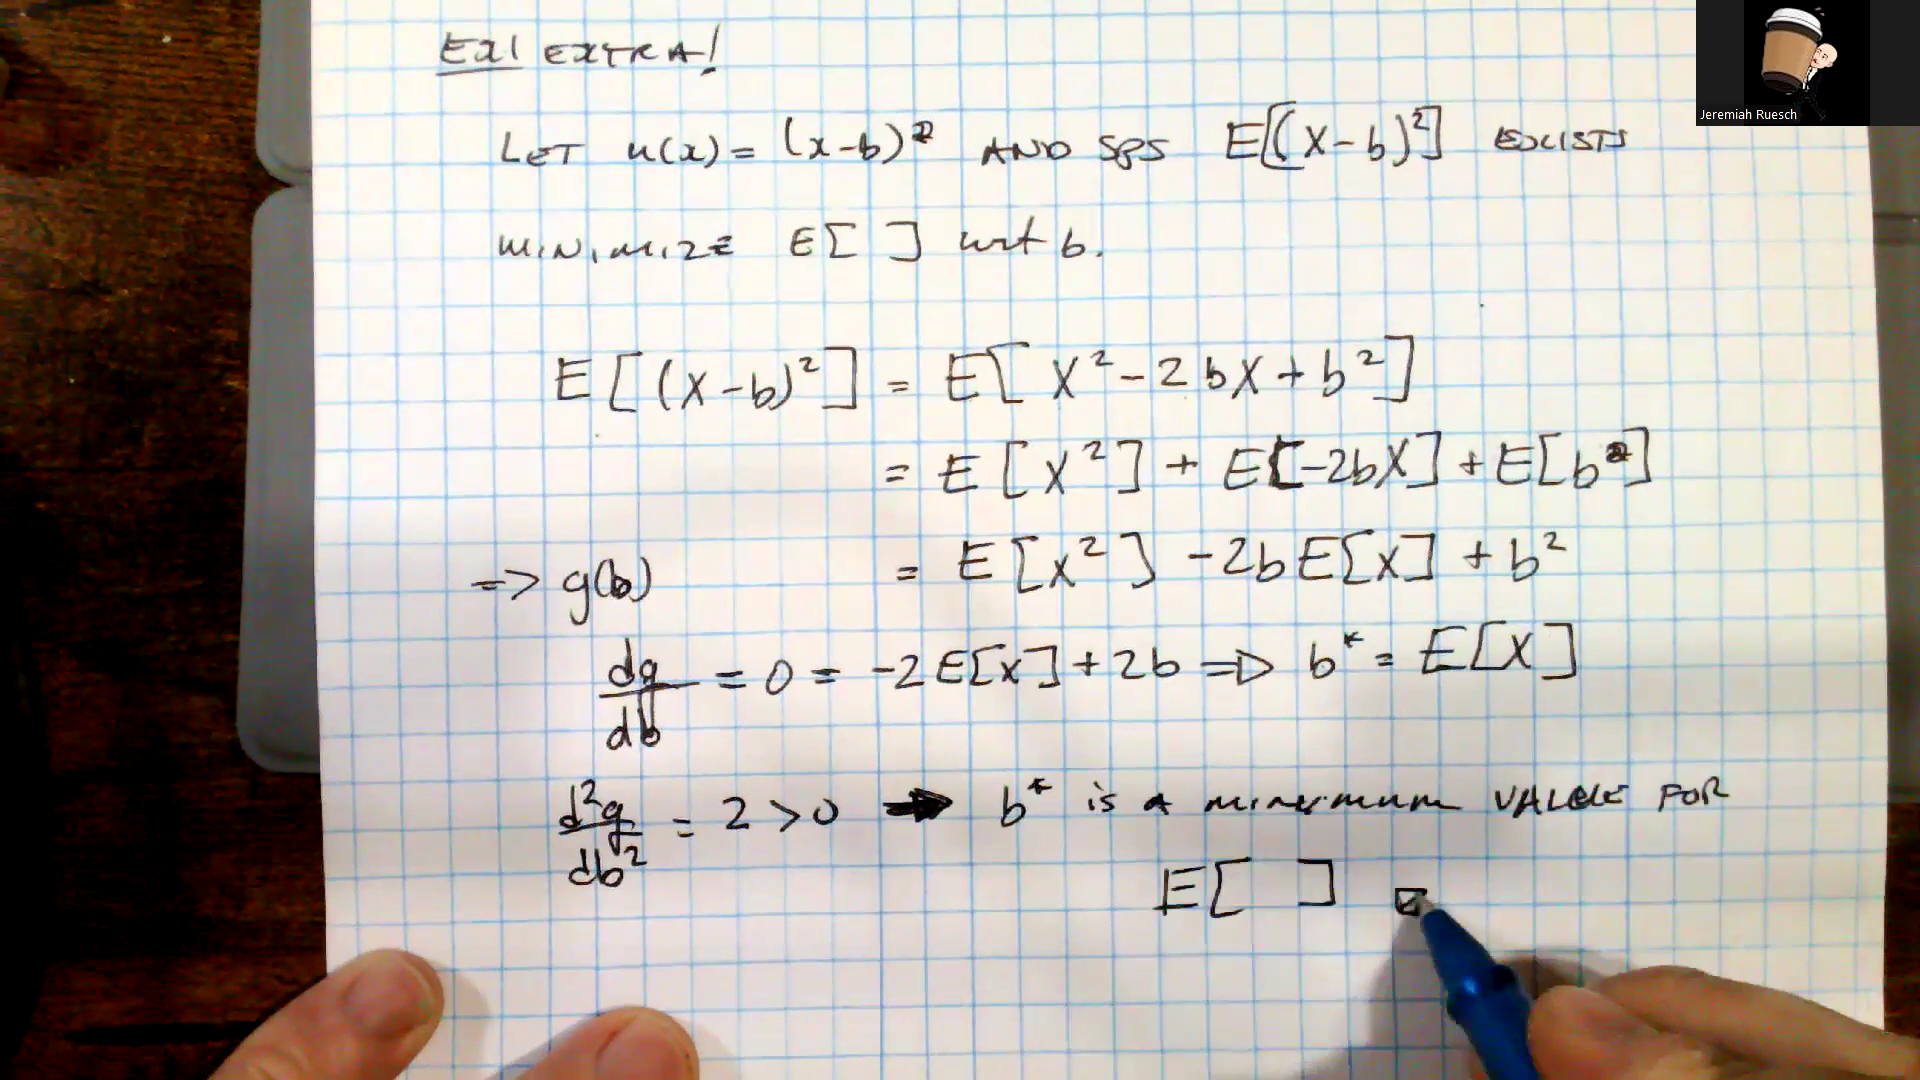 EX1 EXTRA!
Jeremiah Ruesch
LET u(x) = (x-b)² AND SPS E[(X-b)²] EXISTS
MINIMIZE E[ ] wrt b.
E[(X-b)²] = E[X²-2bX+b²]
= E[X²] + E[-2bX] + E[b²]
=> g(b) = E[X²] - 2bE[X] + b²
dg/db = 0 = -2E[X] + 2b => b* = E[X]
d²g/db² = 2 > 0 → b* is a minimum VALUE FOR
E[ ]